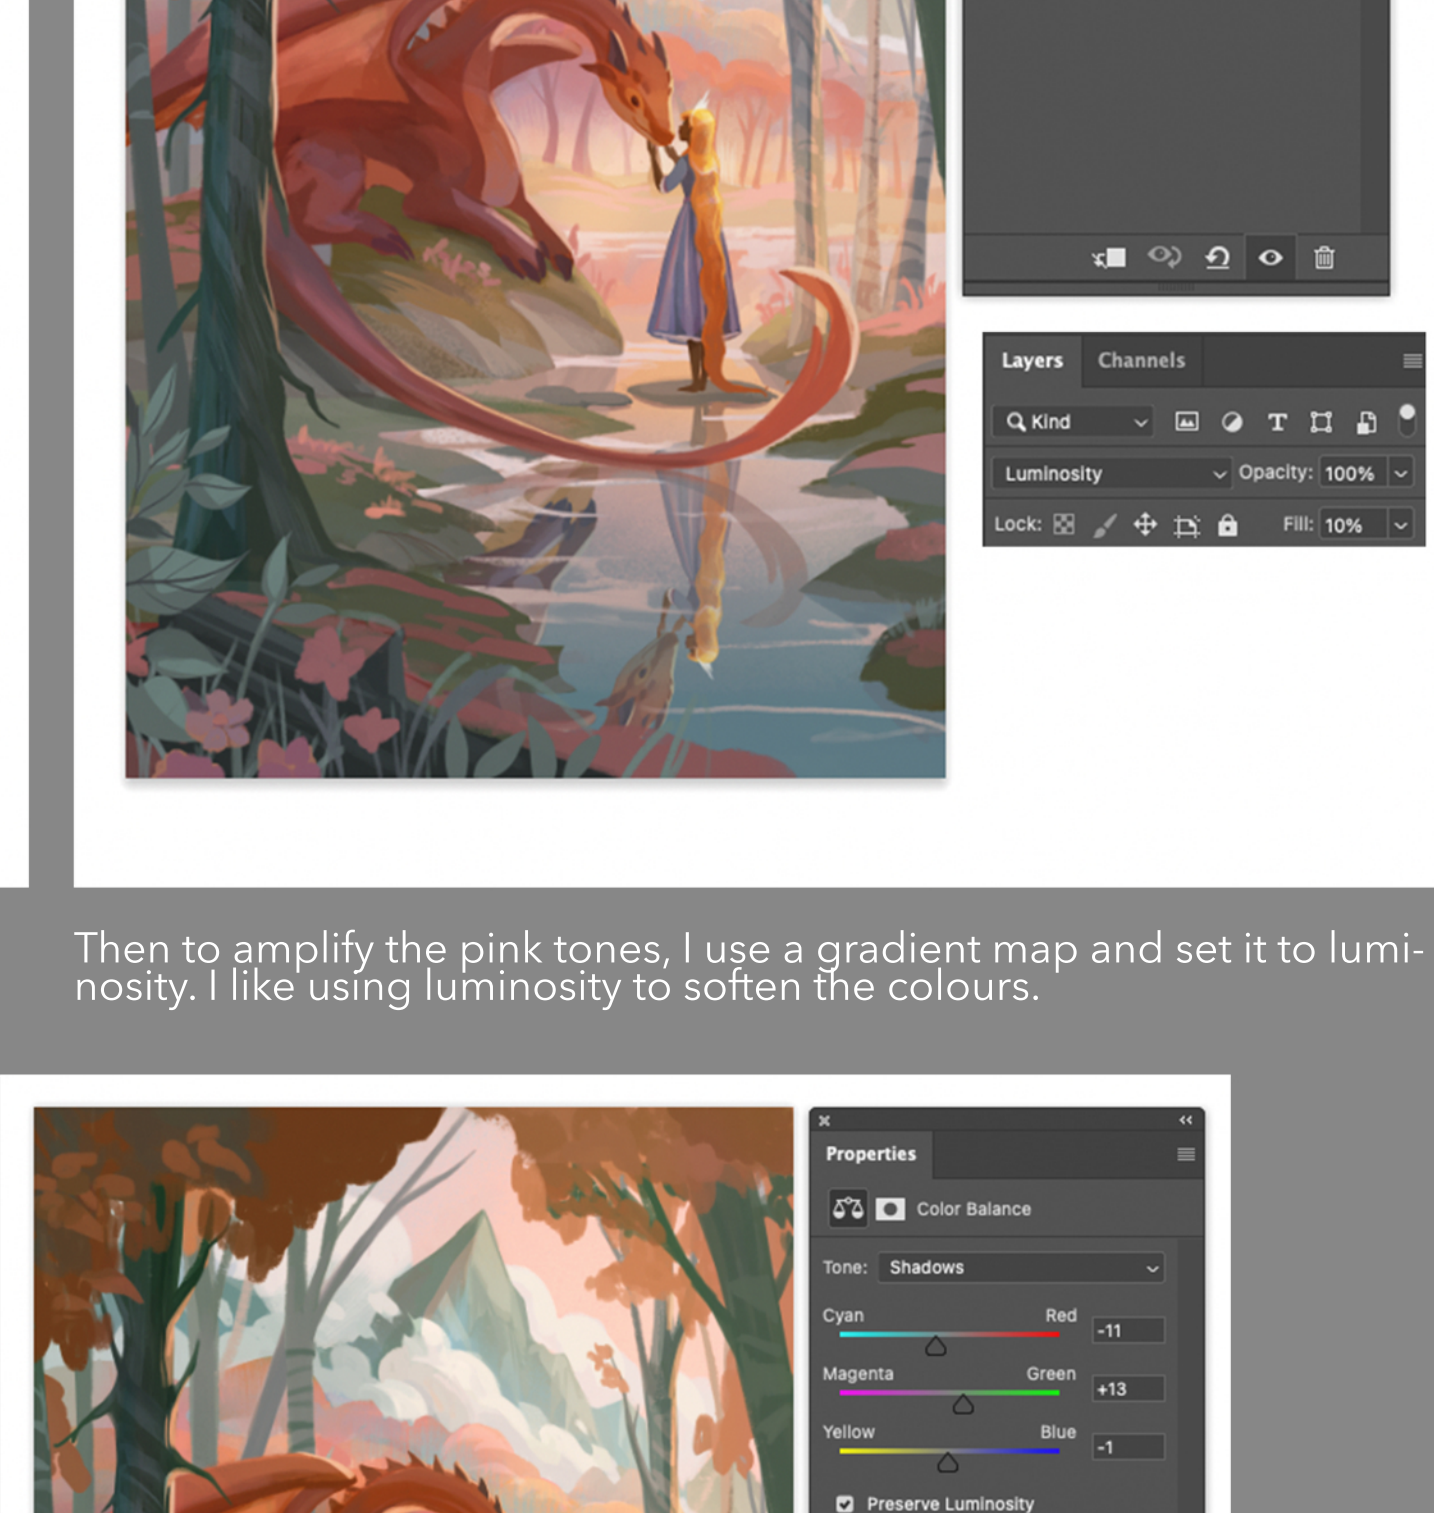 Layers Channels
Kind
Luminosity Opacity: 100%
Lock: Fill: 10%
Then to amplify the pink tones, I use a gradient map and set it to lumi-
nosity. I like using luminosity to soften the colours.
Properties
Color Balance
Tone: Shadows
Cyan Red -11
Magenta Green +13
Yellow Blue -1
Preserve Luminosity